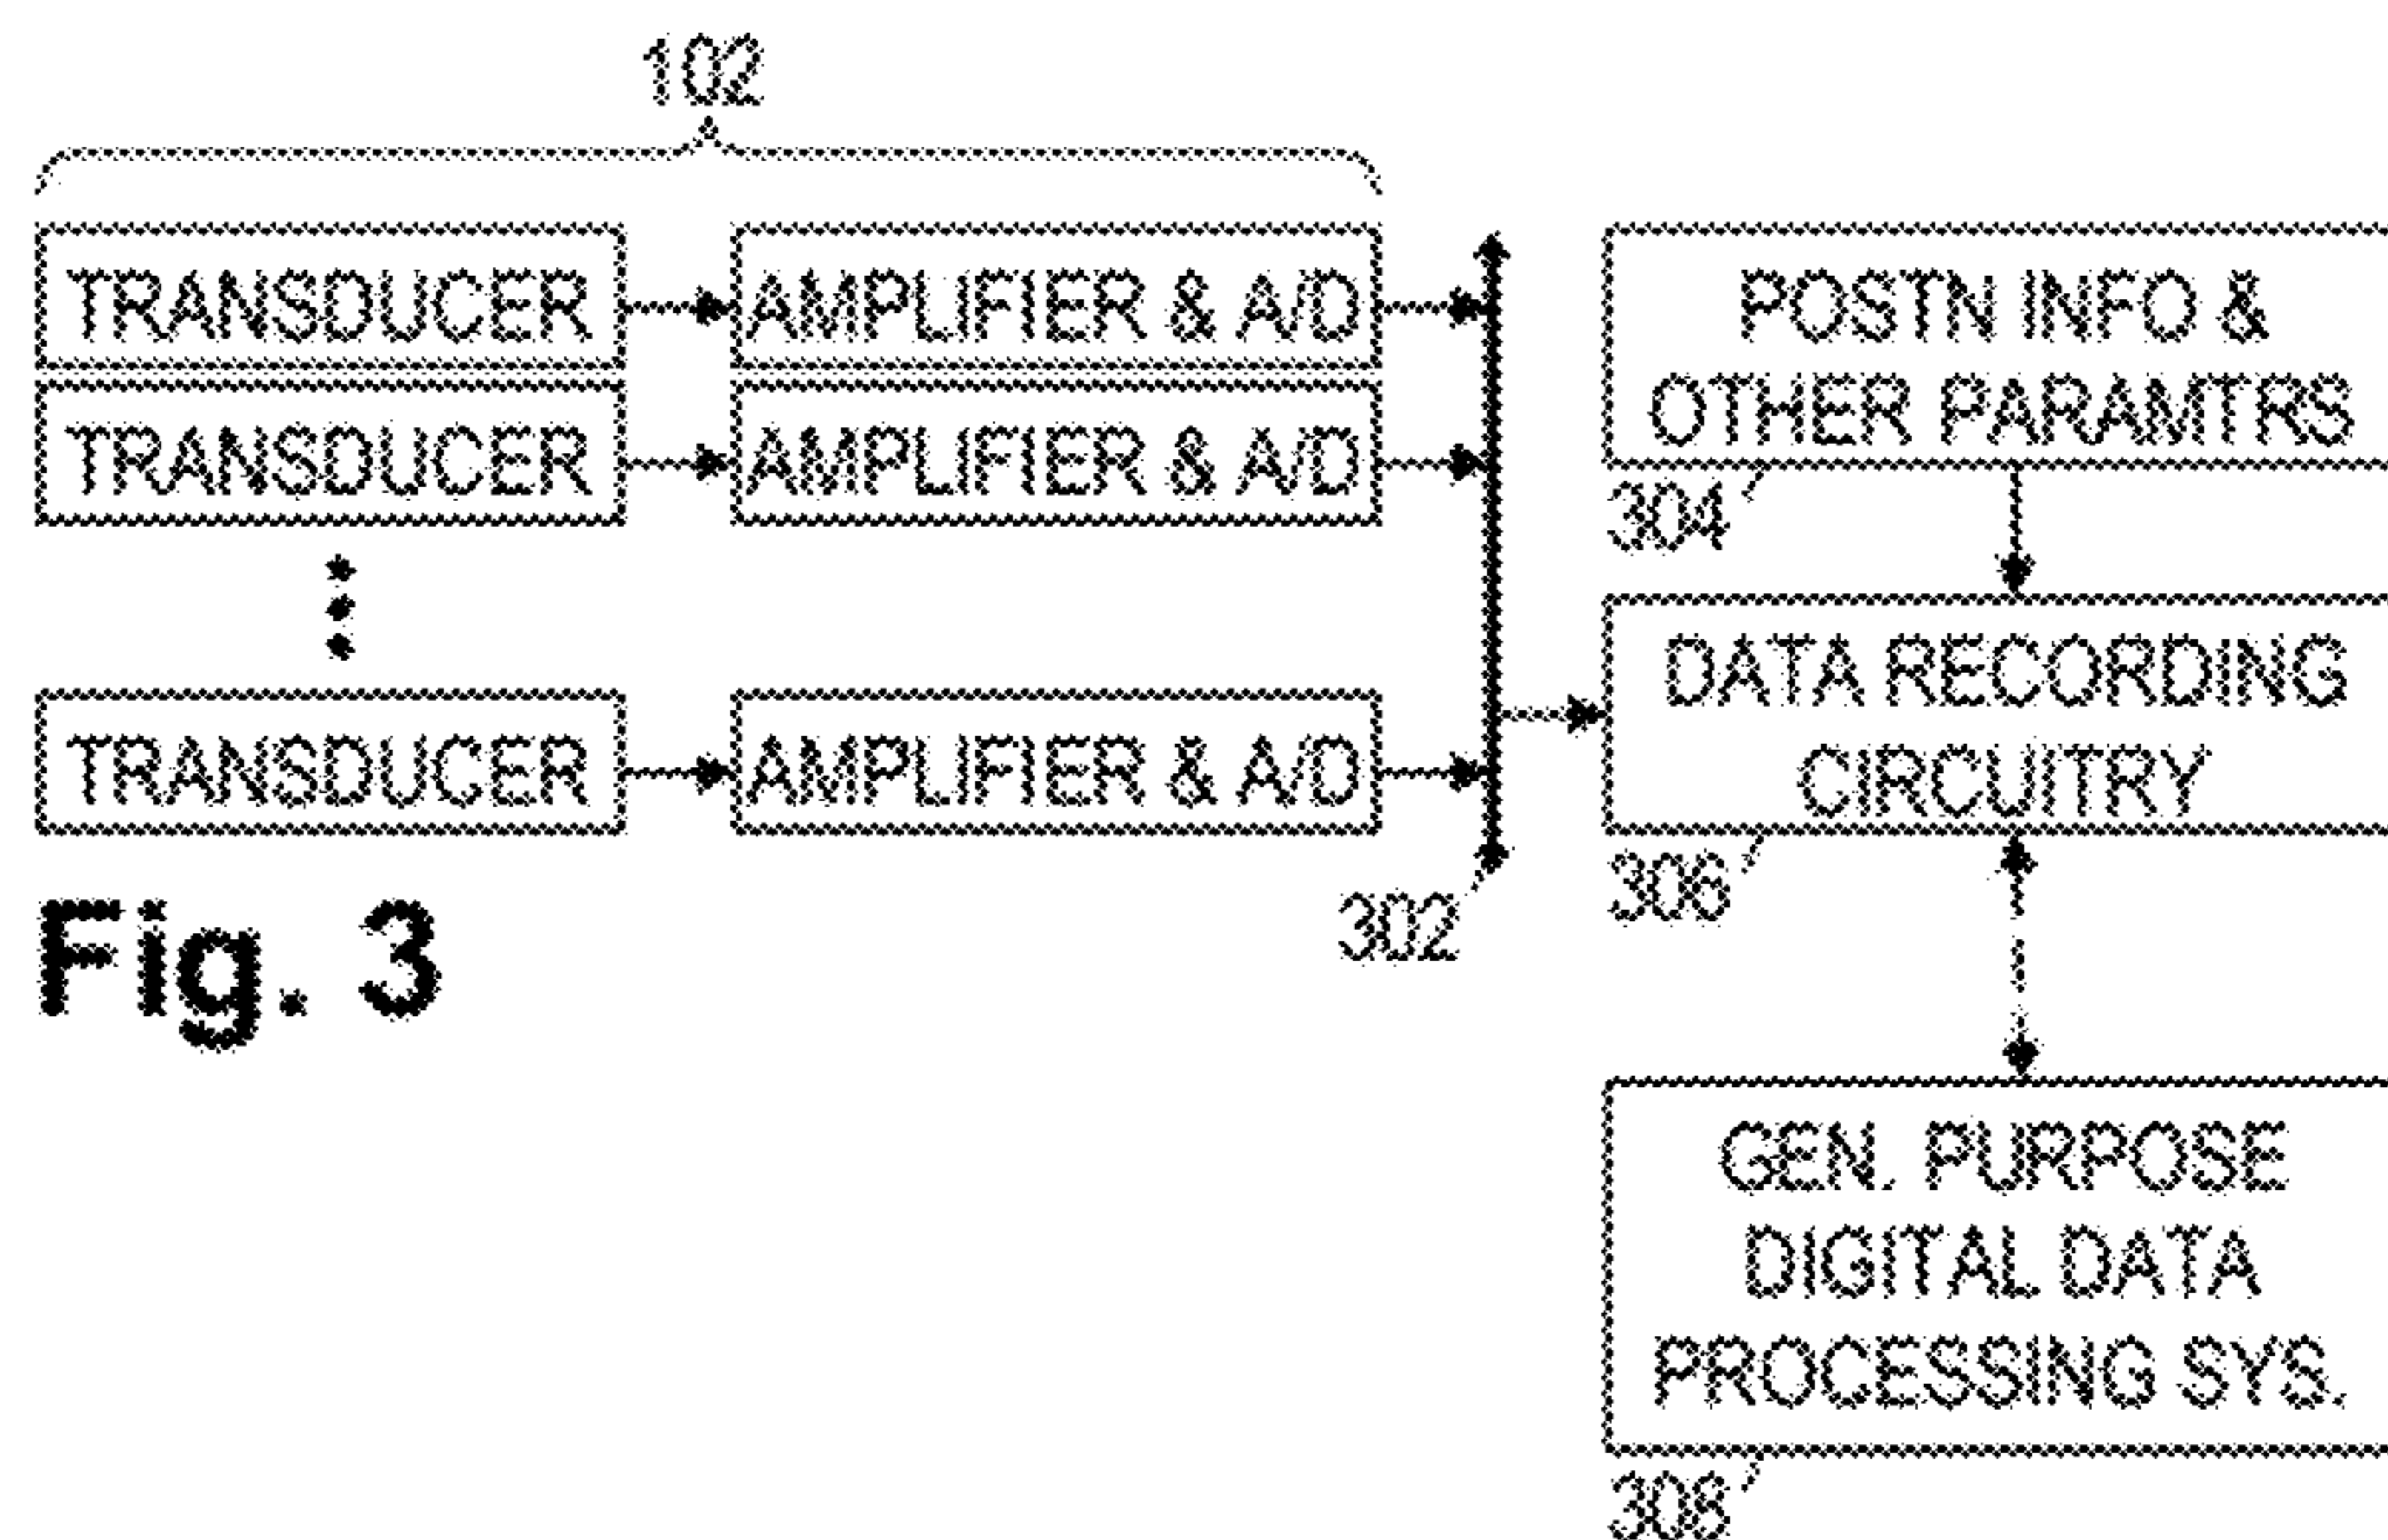 102
TRANSDUCER
AMPLIFIER & A/D
POSTN INFO &
OTHER PARAMTRS
TRANSDUCER
AMPLIFIER & A/D
304
DATA RECORDING
CIRCUITRY
TRANSDUCER
AMPLIFIER & A/D
306
302
Fig. 3
GEN. PURPOSE
DIGITAL DATA
PROCESSING SYS.
308